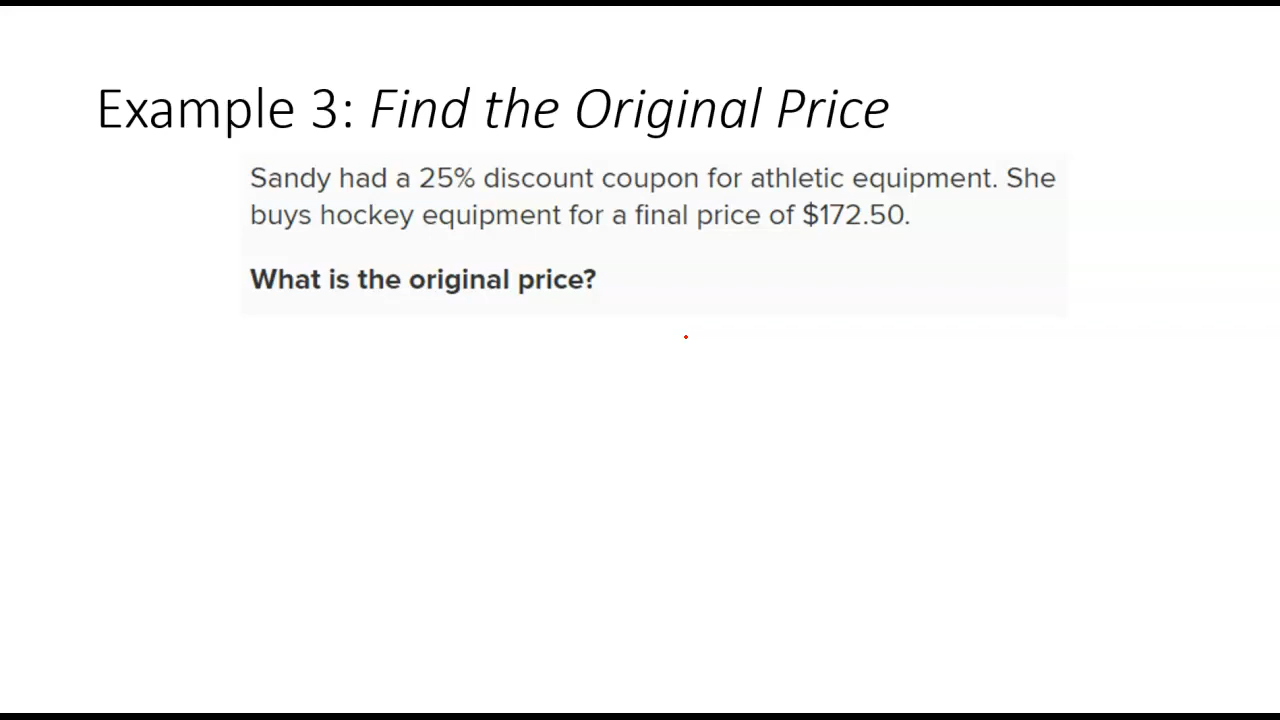 Example 3: Find the Original Price
Sandy had a 25% discount coupon for athletic equipment. She
buys hockey equipment for a final price of $172.50.
What is the original price?